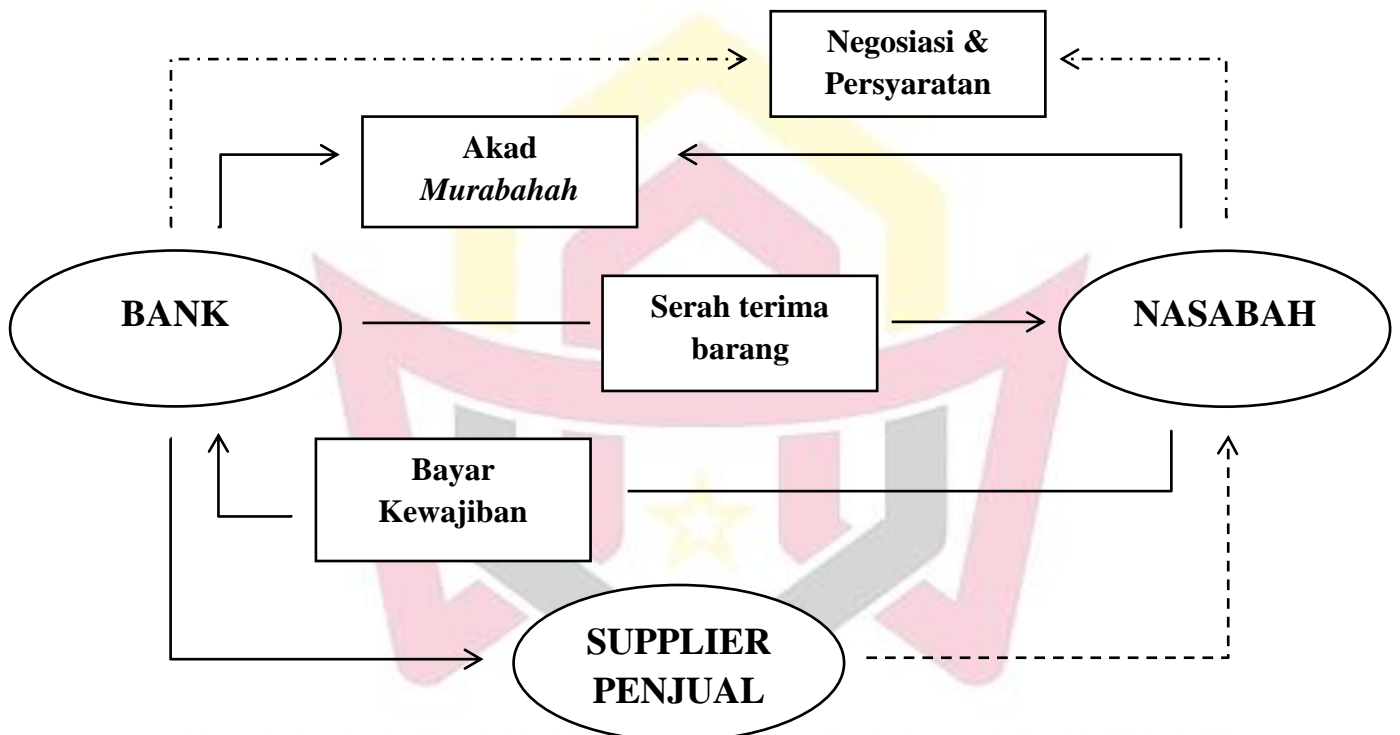 Negosiasi &
Persyaratan
Akad
Murabahah
BANK
Serah terima
barang
NASABAH
Bayar
Kewajiban
SUPPLIER
PENJUAL